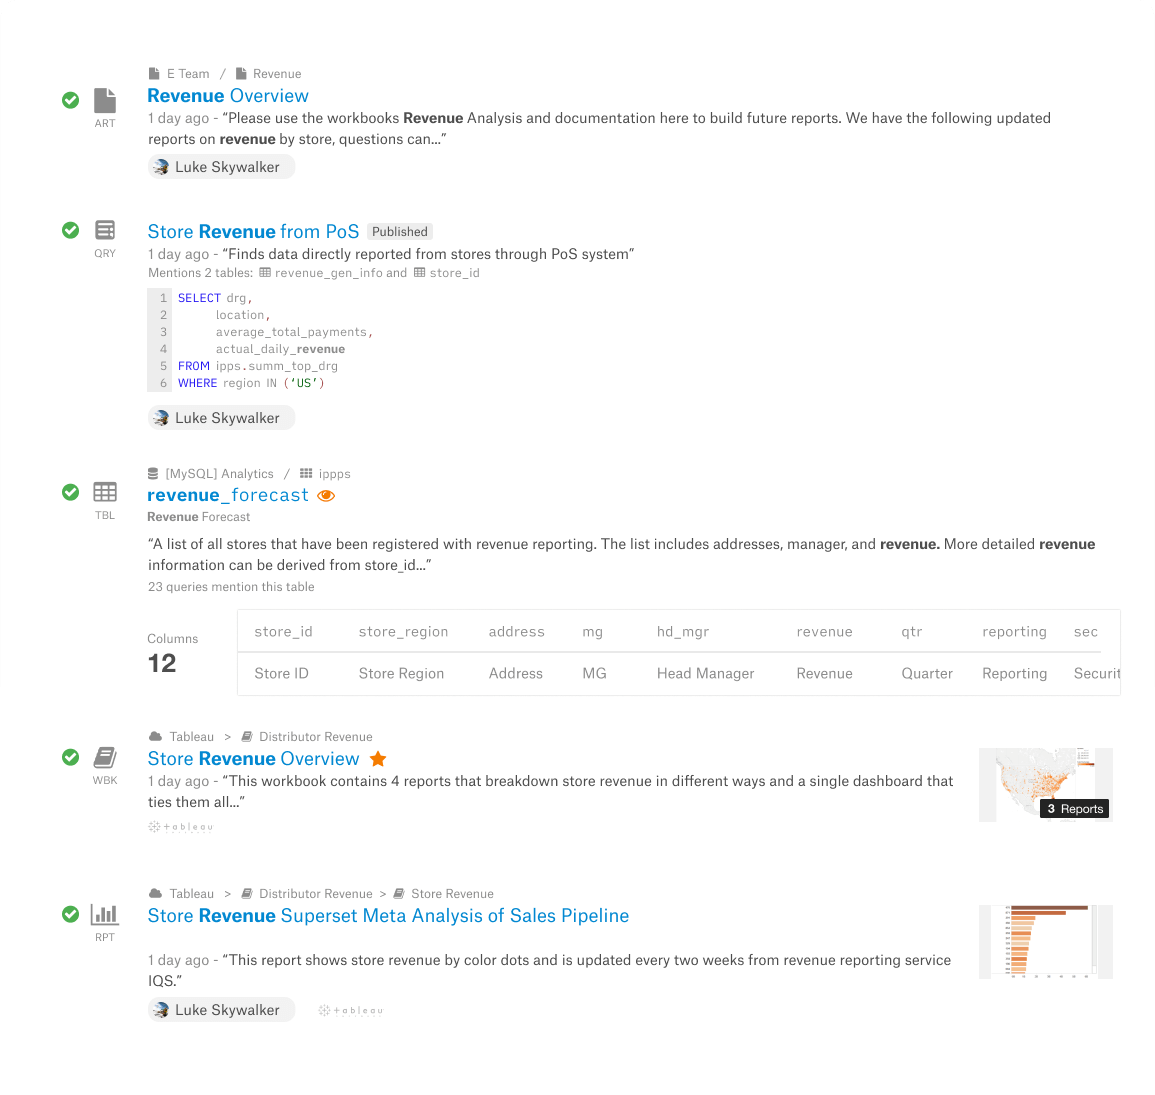 E Team / Revenue
Revenue Overview
ART
1 day ago - “Please use the workbooks Revenue Analysis and documentation here to build future reports. We have the following updated
reports on revenue by store, questions can...”
Luke Skywalker
Store Revenue from PoS Published
QRY
1 day ago - “Finds data directly reported from stores through PoS system”
Mentions 2 tables: revenue_gen_info and store_id
1 SELECT drg,
2 location,
3 average_total_payments,
4 actual_daily_revenue
5 FROM ipps.summ_top_drg
6 WHERE region IN (‘US’)
Luke Skywalker
[MySQL] Analytics / ippps
revenue_forecast
TBL
Revenue Forecast
“A list of all stores that have been registered with revenue reporting. The list includes addresses, manager, and revenue. More detailed revenue
information can be derived from store_id...”
23 queries mention this table
Columns
12
store_id store_region address mg hd_mgr revenue qtr reporting sec
Store ID Store Region Address MG Head Manager Revenue Quarter Reporting Securit
Tableau > Distributor Revenue
Store Revenue Overview
WBK
1 day ago - “This workbook contains 4 reports that breakdown store revenue in different ways and a single dashboard that
ties them all...”
3 Reports
tableau
Tableau > Distributor Revenue > Store Revenue
Store Revenue Superset Meta Analysis of Sales Pipeline
RPT
1 day ago - “This report shows store revenue by color dots and is updated every two weeks from revenue reporting service
IQS.”
Luke Skywalker
tableau